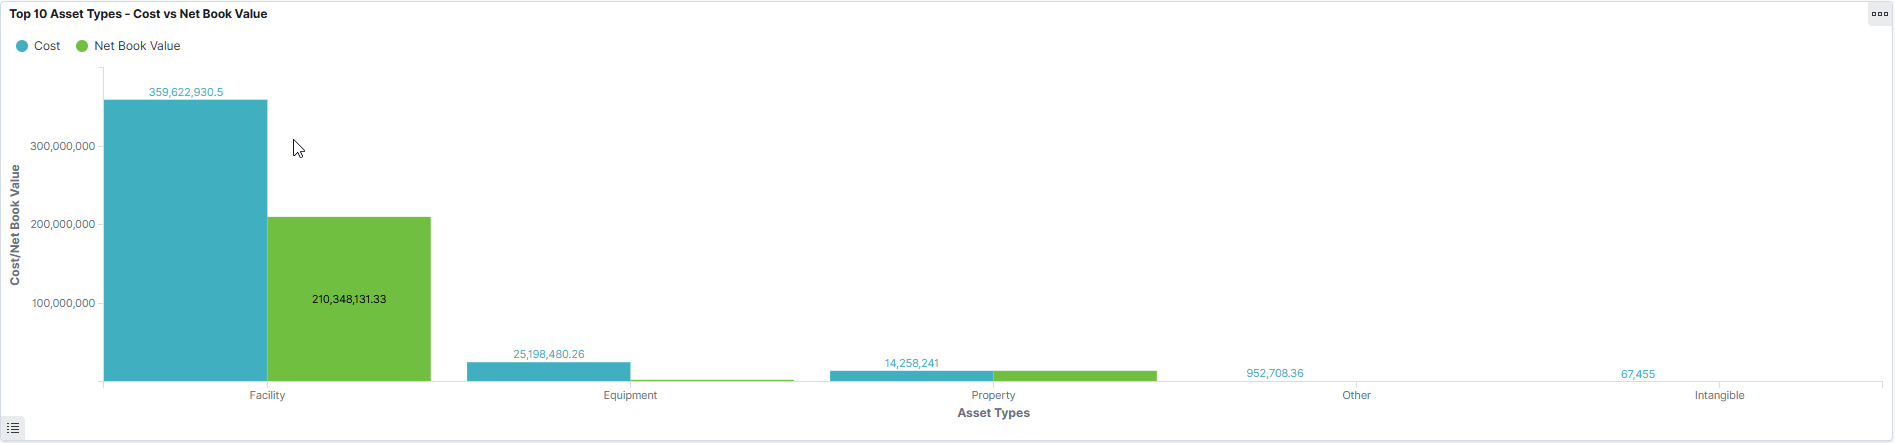 Top 10 Asset Types - Cost vs Net Book Value
Cost
Net Book Value
359,622,930.5
300,000,000
200,000,000
100,000,000
Cost/Net Book Value
210,348,131.33
25,198,480.26
14,258,241
952,708.36
67,455
Facility
Equipment
Property
Other
Intangible
Asset Types